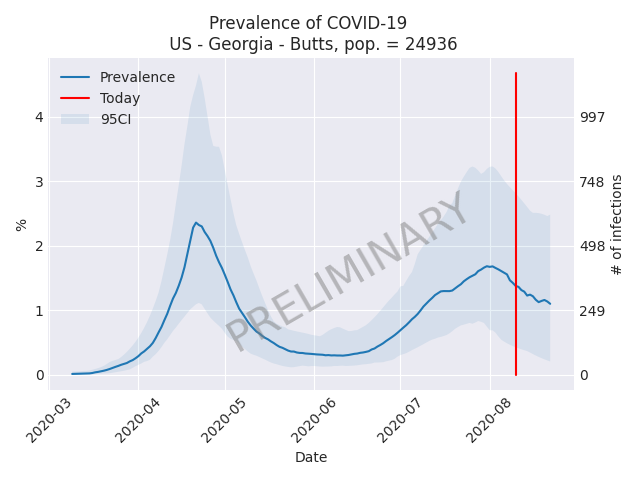 Prevalence of COVID-19
US - Georgia - Butts, pop. = 24936
Prevalence
Today
95CI
PRELIMINARY
%
4
3
2
1
0
997
748
498
249
0
# of infections
2020-03
2020-04
2020-05
2020-06
2020-07
2020-08
Date